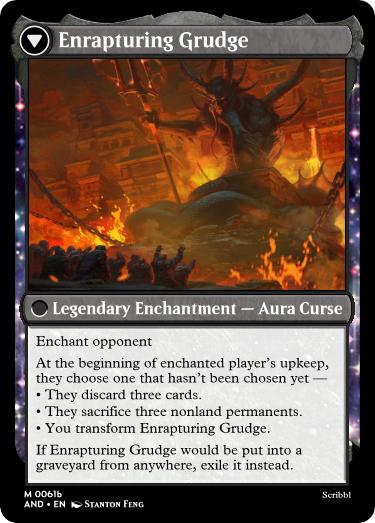 Enrapturing Grudge
Legendary Enchantment — Aura Curse
Enchant opponent
At the beginning of enchanted player's upkeep,
they choose one that hasn't been chosen yet —
• They discard three cards.
• They sacrifice three nonland permanents.
• You transform Enrapturing Grudge.
If Enrapturing Grudge would be put into a
graveyard from anywhere, exile it instead.
M 0061b
Scribbl
AND • EN Stanton Feng